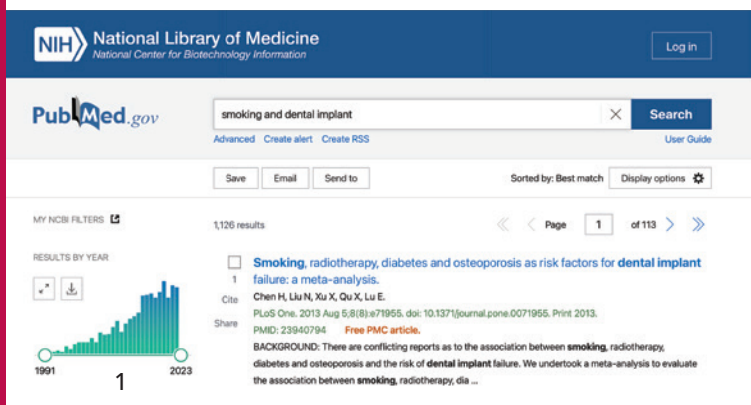 NIH National Library of Medicine
National Center for Biotechnology Information
Log in
PubMed.gov
smoking and dental implant
Search
Advanced Create alert Create RSS
User Guide
Save Email Send to
Sorted by: Best match Display options
MY NCBI FILTERS
1,126 results
Page 1 of 113
RESULTS BY YEAR
1991 2023
1
1
Cite
Share
Smoking, radiotherapy, diabetes and osteoporosis as risk factors for dental implant
failure: a meta-analysis.
Chen H, Liu N, Xu X, Qu X, Lu E.
PLoS One. 2013 Aug 5;8(8):e71955. doi: 10.1371/journal.pone.0071955. Print 2013.
PMID: 23940794 Free PMC article.
BACKGROUND: There are conflicting reports as to the association between smoking, radiotherapy,
diabetes and osteoporosis and the risk of dental implant failure. We undertook a meta-analysis to evaluate
the association between smoking, radiotherapy, dia ...